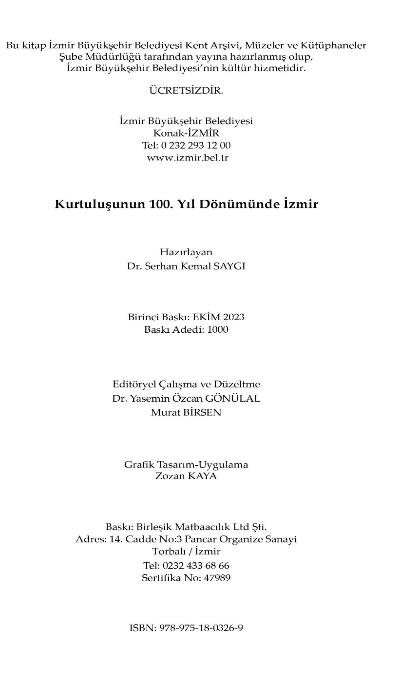 Bu kitap İzmir Büyükşehir Belediyesi Kent Arşivi, Müzeler ve Kütüphaneler
Şube Müdürlüğü tarafından yayına hazırlanmış olup,
İzmir Büyükşehir Belediyesi'nin kültür hizmetidir.
ÜCRETSİZDİR.
İzmir Büyükşehir Belediyesi
Konak-İZMİR
Tel: 0 232 293 12 00
www.izmir.bel.tr
Kurtuluşunun 100. Yıl Dönümünde İzmir
Hazırlayan
Dr. Serhan Kemal SAYGI
Birinci Baskı: EKİM 2023
Baskı Adedi: 1000
Editöryel Çalışma ve Düzeltme
Dr. Yasemin Özcan GÖNÜLAL
Murat BİRSEN
Grafik Tasarım-Uygulama
Zozan KAYA
Baskı: Birleşik Matbaacılık Ltd Şti.
Adres: 14. Cadde No:3 Pancar Organize Sanayi
Torbalı / İzmir
Tel: 0232 433 68 66
Sertifika No: 47989
ISBN: 978-975-18-0326-9